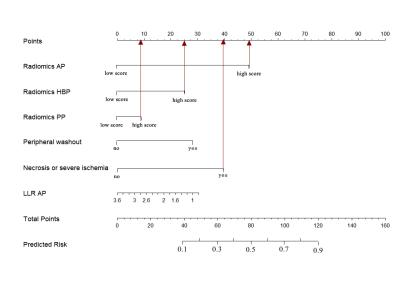 Points 0 10 20 30 40 50 60 70 80 90 100
Radiomics AP
low score high score
Radiomics HBP
low score high score
Radiomics PP
low score high score
Peripheral washout
no yes
Necrosis or severe ischemia
no yes
LLR AP
3.6 3 2.6 2 1.6 1
Total Points 0 20 40 60 80 100 120 140 160
Predicted Risk
0.1 0.3 0.5 0.7 0.9